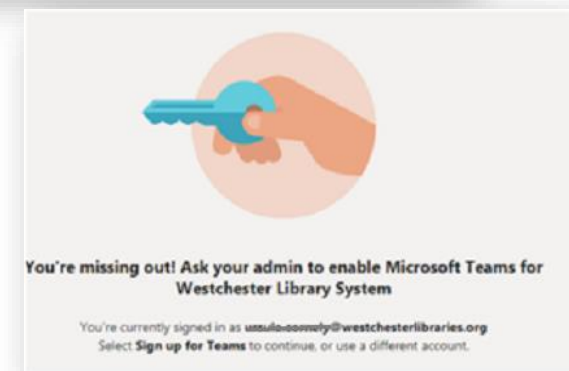 You're missing out! Ask your admin to enable Microsoft Teams for
Westchester Library System
You're currently signed in as @westchesterlibraries.org
Select Sign up for Teams to continue, or use a different account.